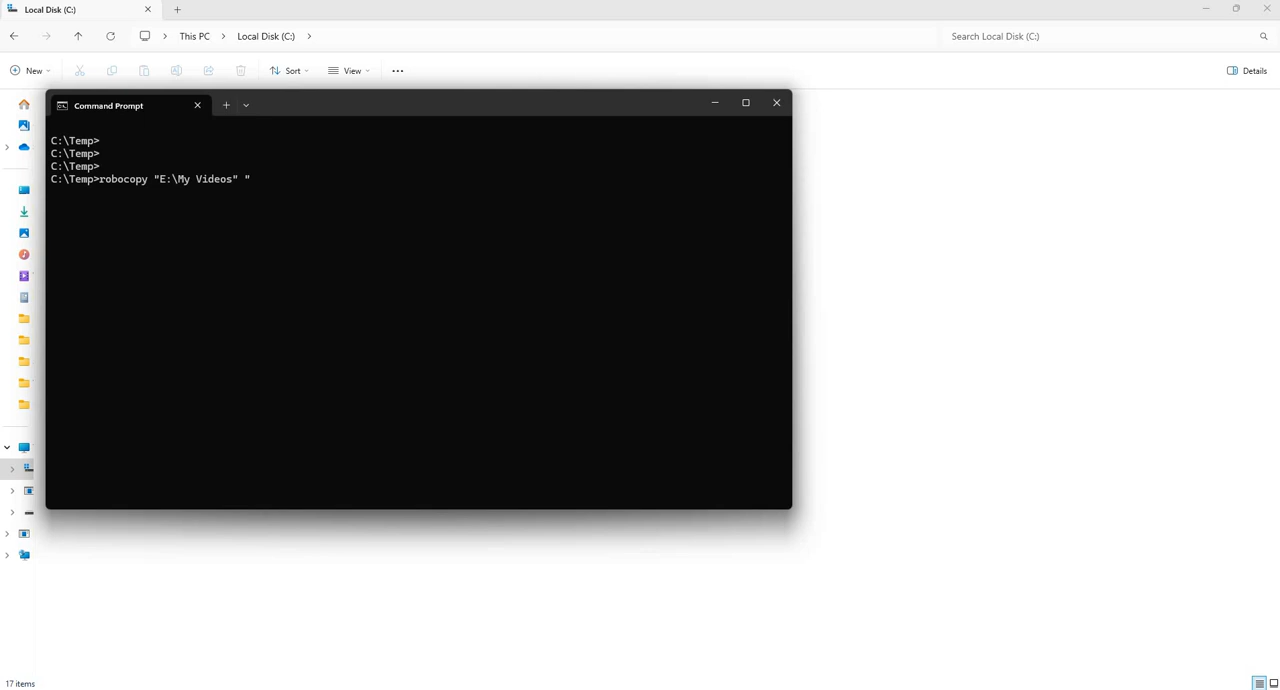 Local Disk (C:)
This PC Local Disk (C:) Search Local Disk (C:)
New Sort View Details
Command Prompt
C:\Temp>
C:\Temp>
C:\Temp>
C:\Temp>robocopy "E:\My Videos" "
17 items